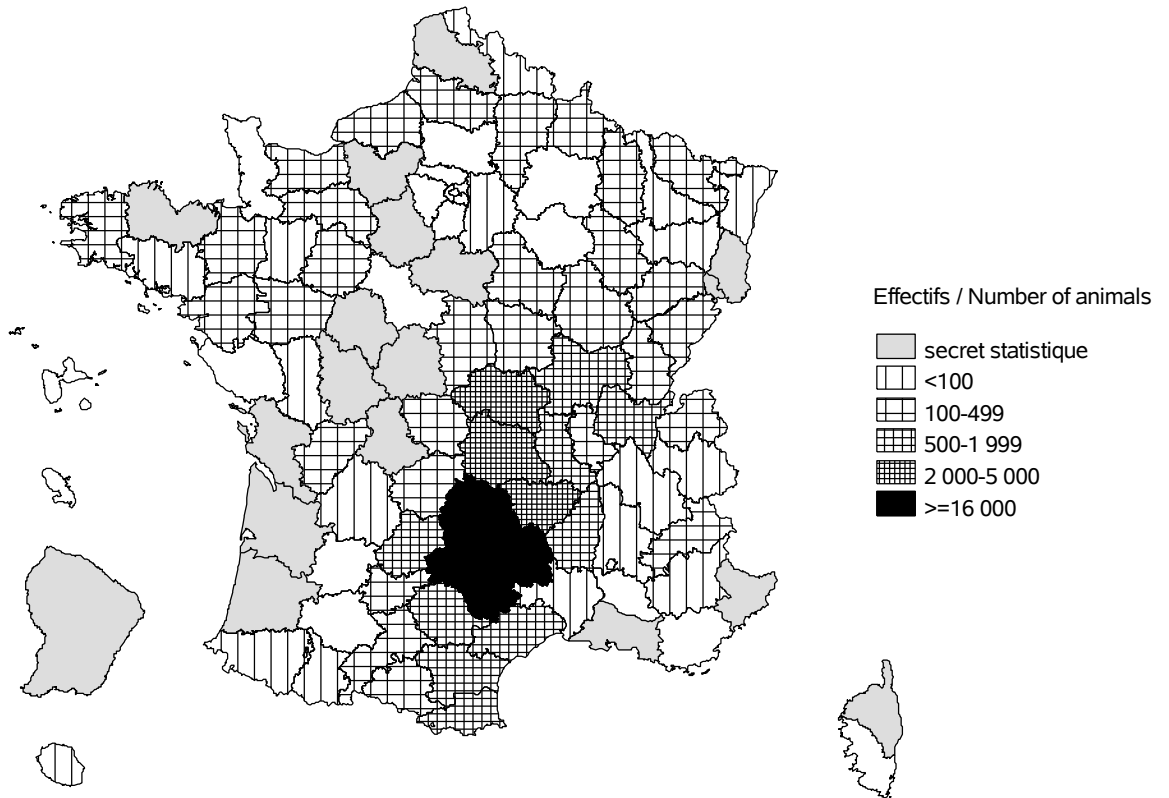 Effectifs / Number of animals
secret statistique
<100
100-499
500-1 999
2 000-5 000
>=16 000